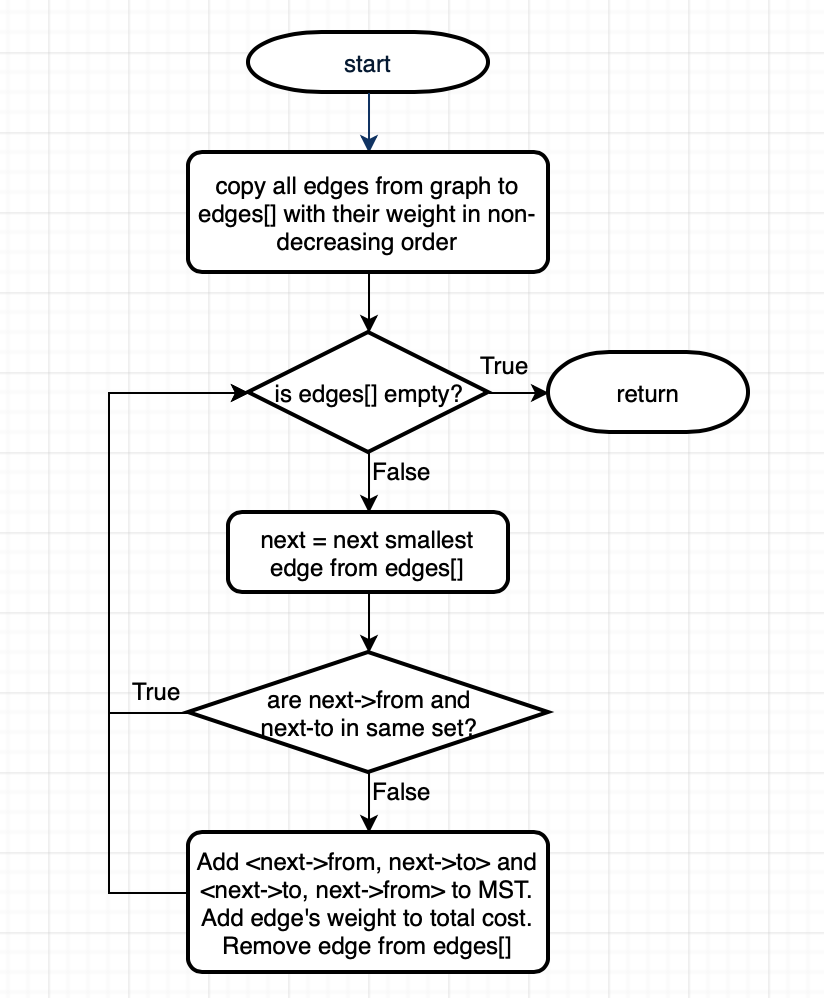 start
copy all edges from graph to
edges[] with their weight in non-
decreasing order
is edges[] empty?
True
return
False
next = next smallest
edge from edges[]
are next->from and
next-to in same set?
True
False
Add <next->from, next->to> and
<next->to, next->from> to MST.
Add edge's weight to total cost.
Remove edge from edges[]